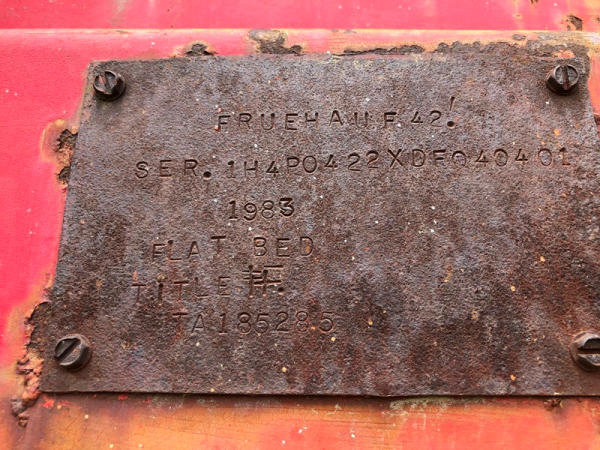 FRUEHAUF 42!
SER. 1H4P0422XDF040401
1983
FLAT BED
TITLE #.
TA185285